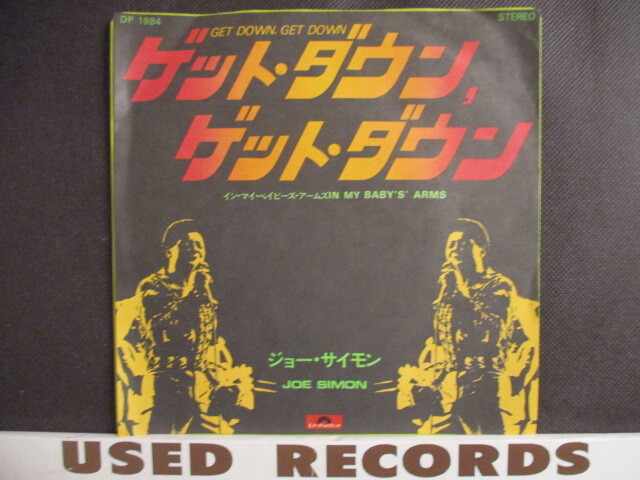 DP 1984
STEREO
GET DOWN, GET DOWN
ゲット・ダウン,
ゲット・ダウン
イン・マイ・ベイビーズ・アームズIN MY BABY'S' ARMS
ジョー・サイモン
JOE SIMON
USED RECORDS